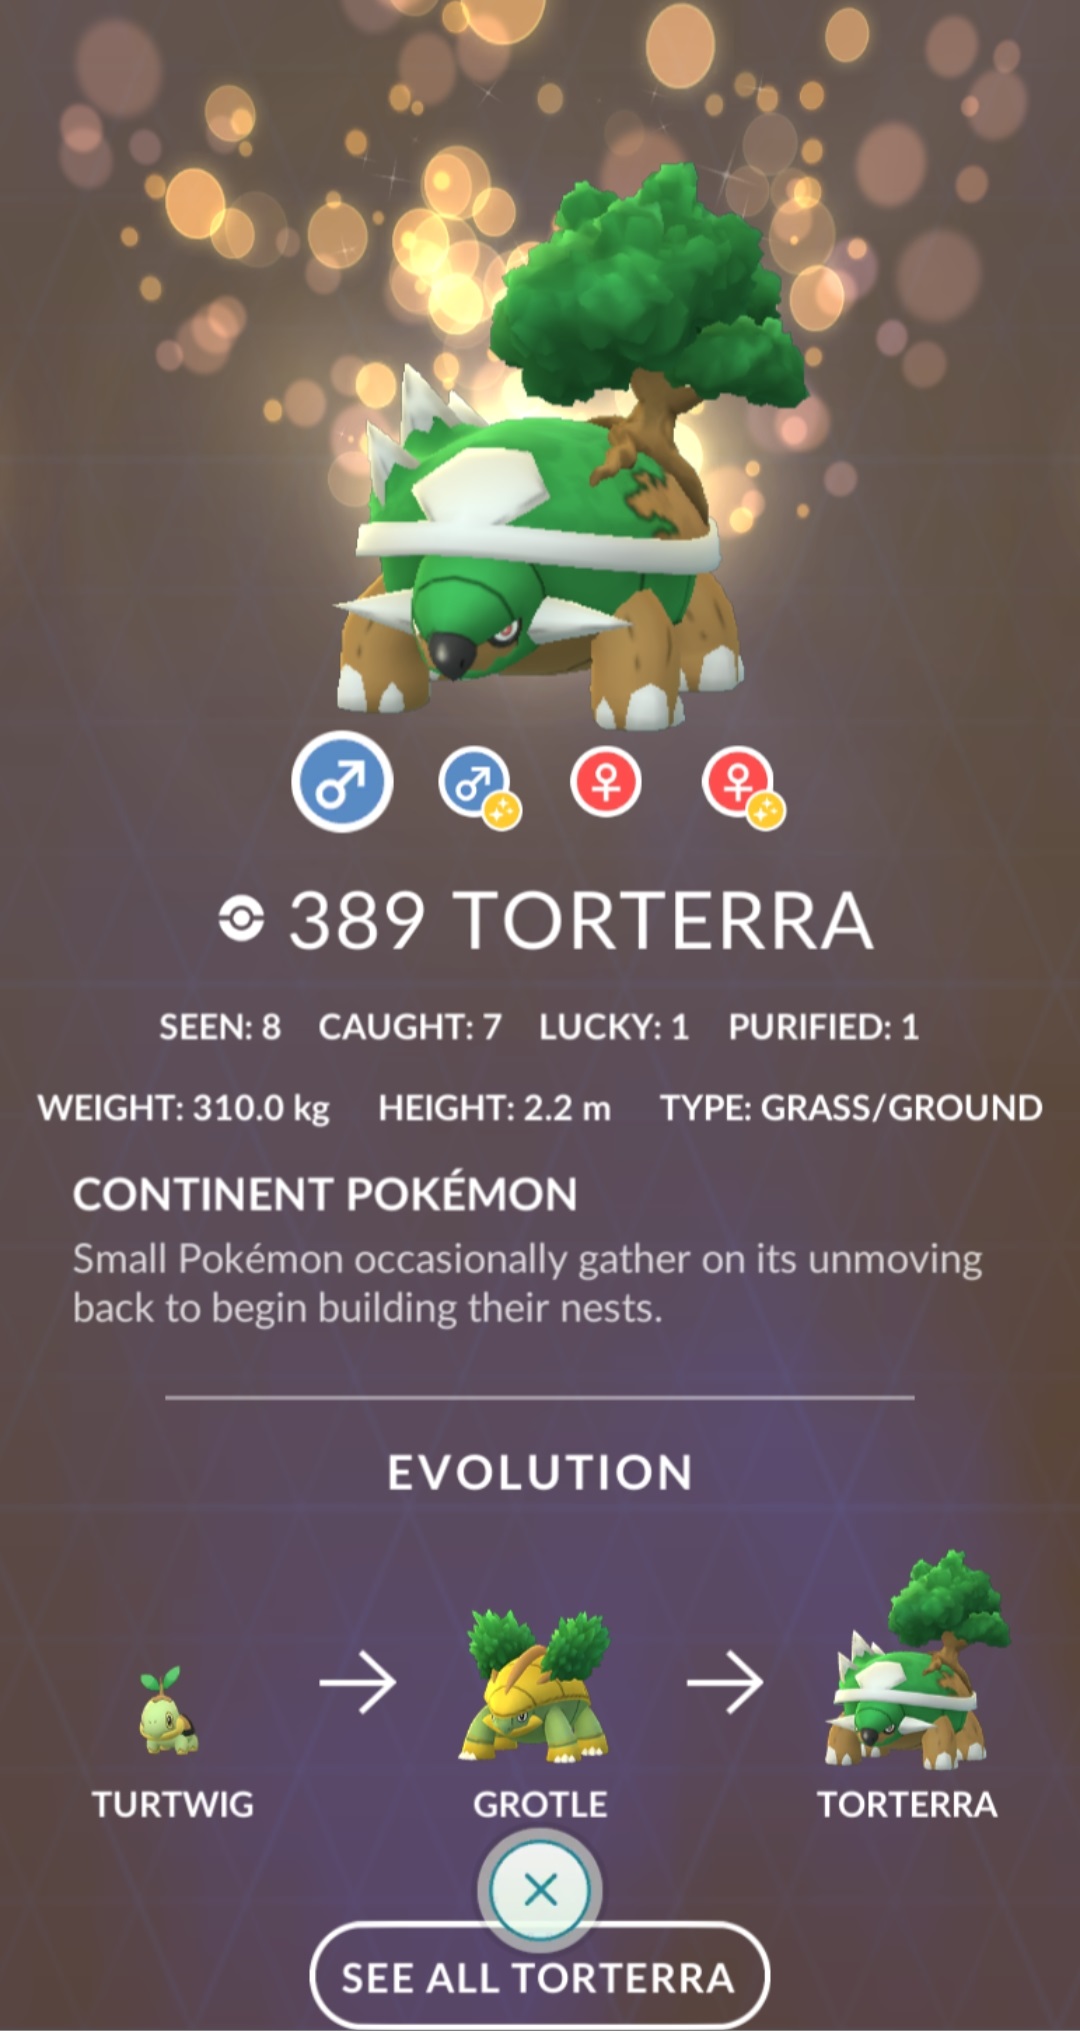 389 TORTERRA
SEEN: 8 CAUGHT: 7 LUCKY: 1 PURIFIED: 1
WEIGHT: 310.0 kg HEIGHT: 2.2 m TYPE: GRASS/GROUND
CONTINENT POKÉMON
Small Pokémon occasionally gather on its unmoving
back to begin building their nests.
EVOLUTION
TURTWIG GROTLE TORTERRA
SEE ALL TORTERRA